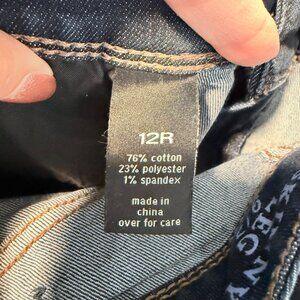 12R
76% cotton
23% polyester
1% spandex
made in
china
over for care